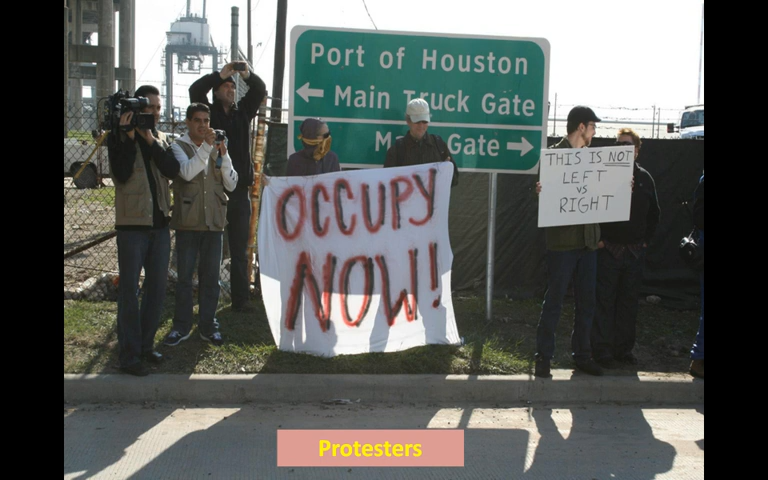 Port of Houston
Main Truck Gate
Gate
OCCUPY
NOW!
THIS IS NOT
LEFT
VS
RIGHT
Protesters